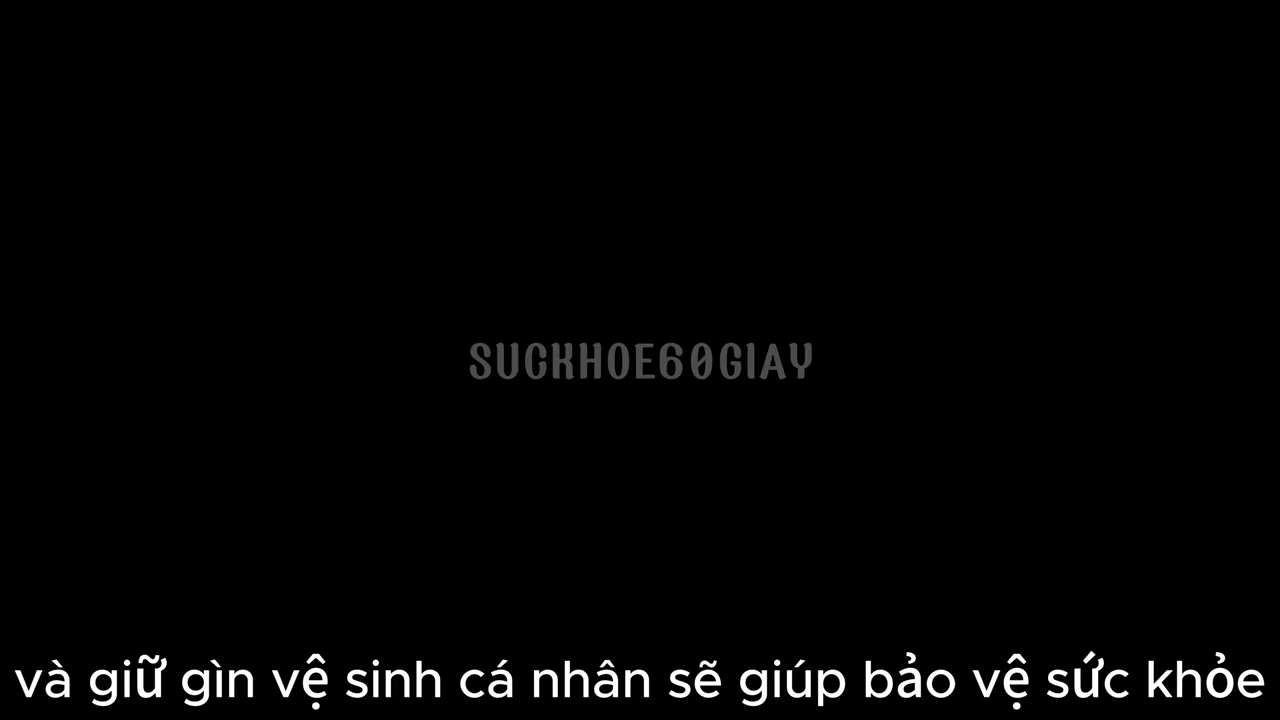 SUCKHOE60GIAY
và giữ gìn vệ sinh cá nhân sẽ giúp bảo vệ sức khỏe